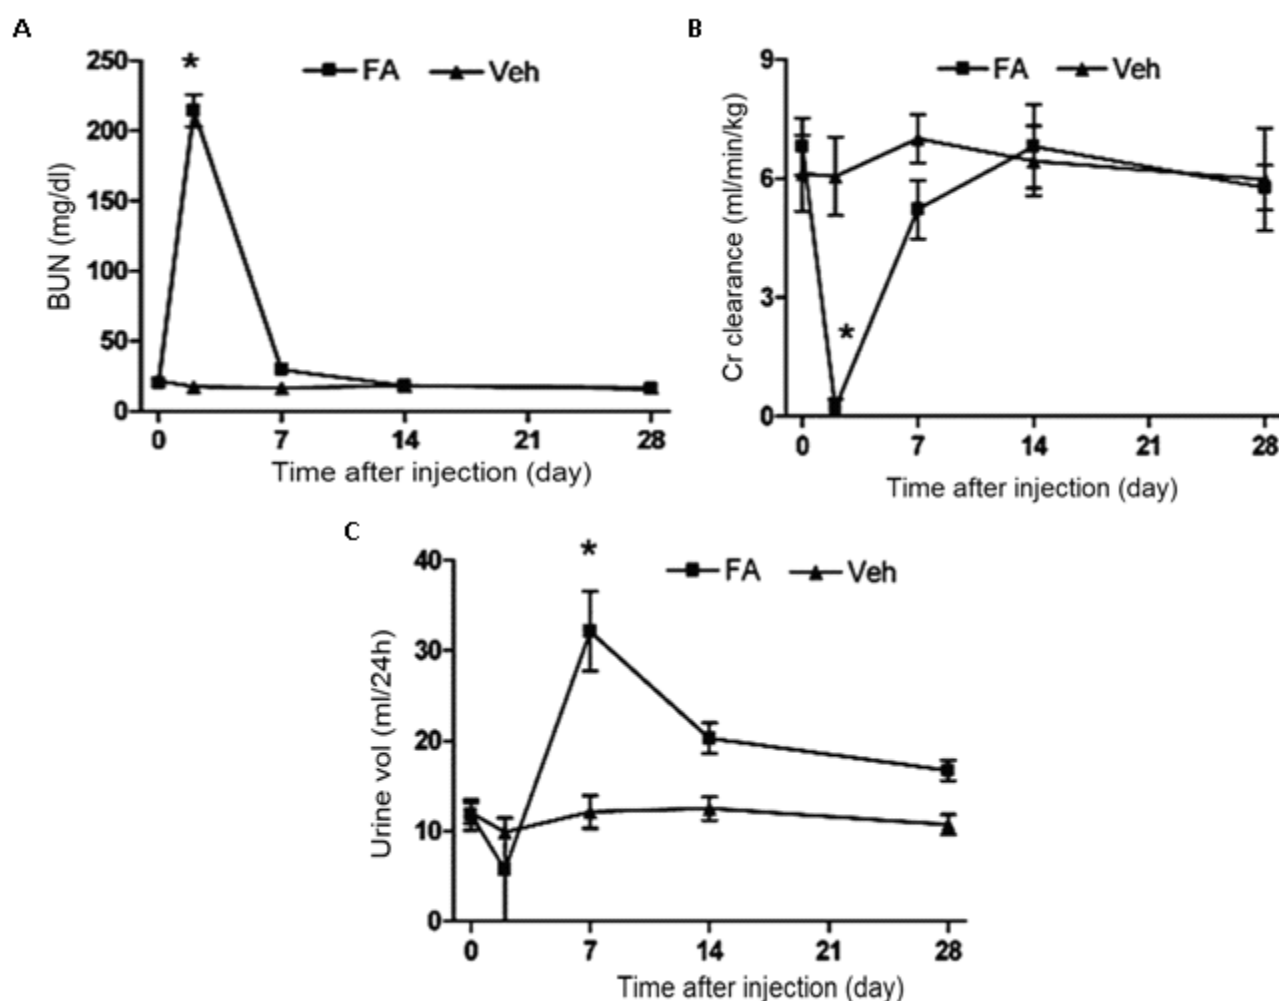 A
*
FA Veh
BUN (mg/dl)
250
200
150
100
50
0
0 7 14 21 28
Time after injection (day)
B
FA Veh
Cr clearance (ml/min/kg)
9
6
3
0
*
0 7 14 21 28
Time after injection (day)
C
*
FA Veh
Urine vol (ml/24h)
40
30
20
10
0
0 7 14 21 28
Time after injection (day)